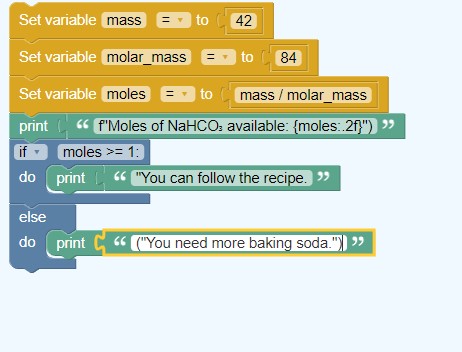 Set variable mass = to 42
Set variable molar_mass = to 84
Set variable moles = to mass / molar_mass
print “ f"Moles of NaHCO₃ available: {moles:.2f}") ”
if moles >= 1:
do print “ "You can follow the recipe. ”
else
do print “ ("You need more baking soda.") ”